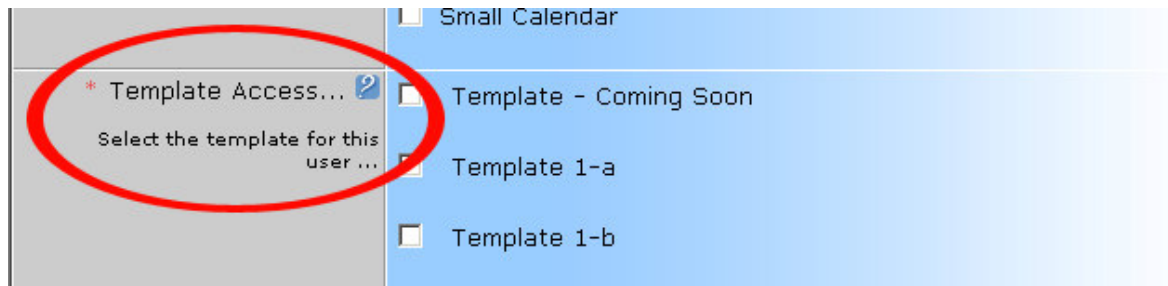 Small Calendar
* Template Access... ?
Template - Coming Soon
Select the template for this
user ...
Template 1-a
Template 1-b